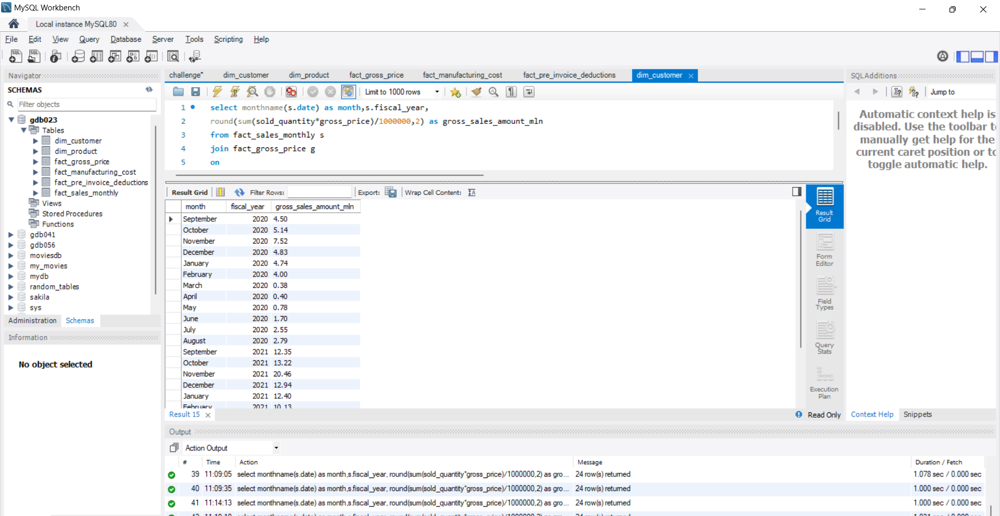 MySQL Workbench
Local instance MySQL80
File Edit View Query Database Server Tools Scripting Help
Navigator
SCHEMAS
Filter objects
gdb023
Tables
dim_customer
dim_product
fact_gross_price
fact_manufacturing_cost
fact_pre_invoice_deductions
fact_sales_monthly
Views
Stored Procedures
Functions
gdb041
gdb056
moviesdb
my_movies
mydb
random_tables
sakila
sys
Administration Schemas
Information
No object selected
challenge* dim_customer dim_product fact_gross_price fact_manufacturing_cost fact_pre_invoice_deductions dim_customer
Limit to 1000 rows
1 select monthname(s.date) as month,s.fiscal_year,
2 round(sum(sold_quantity*gross_price)/1000000,2) as gross_sales_amount_mln
3 from fact_sales_monthly s
4 join fact_gross_price g
5 on
Result Grid Filter Rows: Export: Wrap Cell Content:
month fiscal_year gross_sales_amount_mln
September 2020 4.50
October 2020 5.14
November 2020 7.52
December 2020 4.83
January 2020 4.74
February 2020 4.00
March 2020 0.38
April 2020 0.40
May 2020 0.78
June 2020 1.70
July 2020 2.55
August 2020 2.79
September 2021 12.35
October 2021 13.22
November 2021 20.46
December 2021 12.94
January 2021 12.40
February 2021 10.13
Result Grid
Form Editor
Field Types
Query Stats
Execution Plan
Result 15
Read Only
SQLAdditions
Jump to
Automatic context help is
disabled. Use the toolbar t
manually get help for the
current caret position or to
toggle automatic help.
Context Help Snippets
Output
Action Output
# Time Action Message Duration / Fetch
39 11:09:05 select monthname(s.date) as month,s.fiscal_year, round(sum(sold_quantity*gross_price)/1000000,2) as gro... 24 row(s) returned 1.078 sec / 0.000 sec
40 11:09:35 select monthname(s.date) as month,s.fiscal_year, round(sum(sold_quantity*gross_price)/1000000,2) as gro... 24 row(s) returned 1.000 sec / 0.000 sec
41 11:14:13 select monthname(s.date) as month,s.fiscal_year, round(sum(sold_quantity*gross_price)/1000000,2) as gro... 24 row(s) returned 1.000 sec / 0.000 sec